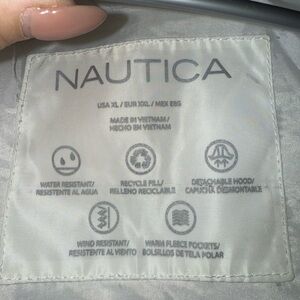 NAUTICA
USA XL / EUR XXL / MEX EEG
MADE IN VIETNAM/
HECHO EN VIETNAM
WATER RESISTANT/
RESISTENTE AL AGUA
RECYCLE FILL/
RELLENO RECICLABLE
DETACHABLE HOOD/
CAPUCHA DESMONTABLE
WIND RESISTANT/
RESISTENTE AL VIENTO
WARM FLEECE POCKETS/
BOLSILLOS DE TELA POLAR